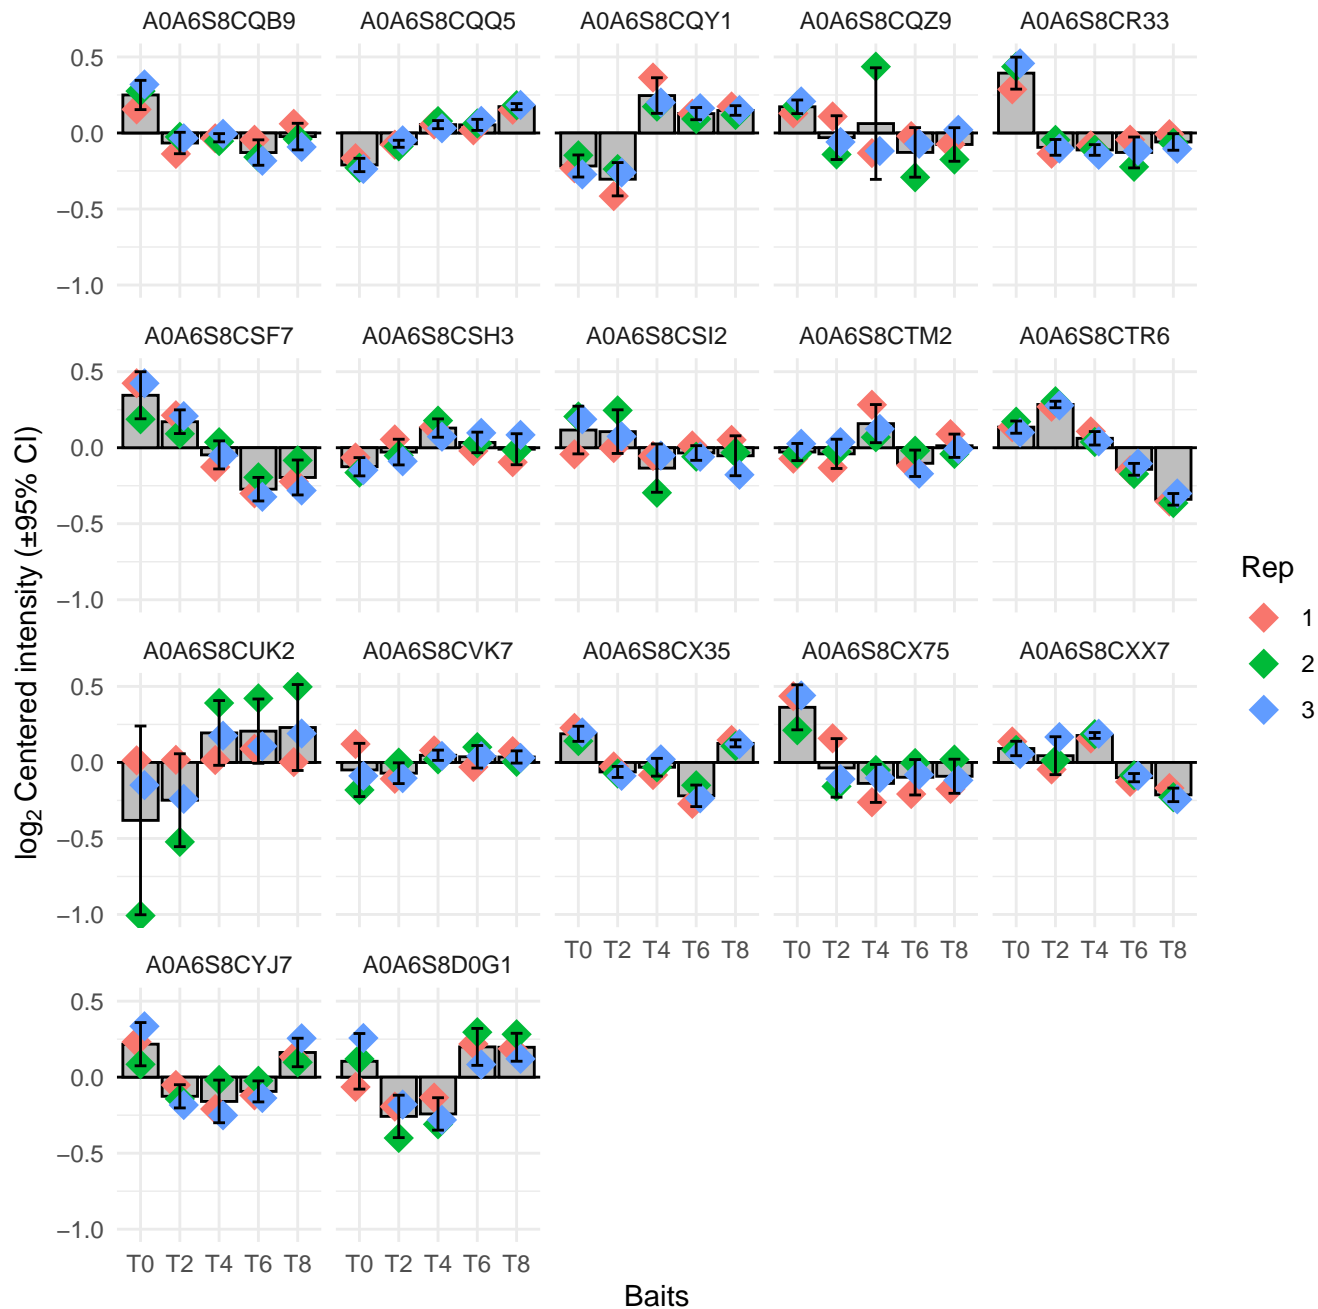 A0A6S8CQB9 A0A6S8CQQ5 A0A6S8CQY1 A0A6S8CQZ9 A0A6S8CR33
0.5
0.0
−0.5
−1.0
A0A6S8CSF7 A0A6S8CSH3 A0A6S8CSI2 A0A6S8CTM2 A0A6S8CTR6
0.5
0.0
−0.5
−1.0
A0A6S8CUK2 A0A6S8CVK7 A0A6S8CX35 A0A6S8CX75 A0A6S8CXX7
0.5
0.0
−0.5
−1.0
T0 T2 T4 T6 T8 T0 T2 T4 T6 T8 T0 T2 T4 T6 T8
A0A6S8CYJ7 A0A6S8D0G1
0.5
0.0
−0.5
−1.0
T0 T2 T4 T6 T8 T0 T2 T4 T6 T8
Baits
log2 Centered intensity (±95% CI)
Rep
1
2
3